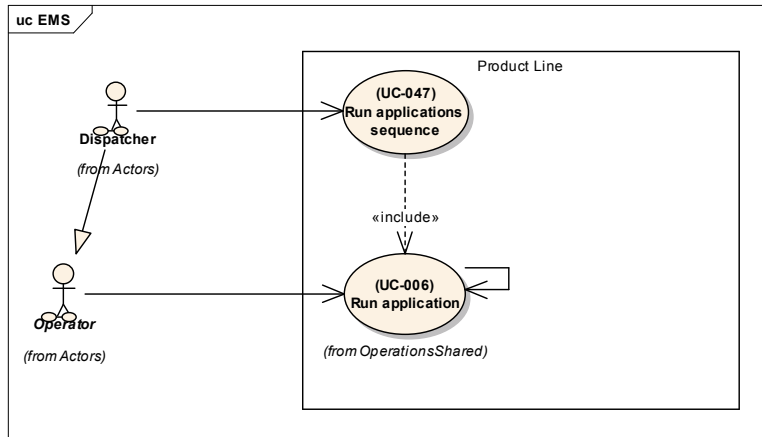 uc EMS
Product Line
(UC-047)
Run applications
sequence
Dispatcher
(from Actors)
«include»
(UC-006)
Run application
Operator
(from OperationsShared)
(from Actors)